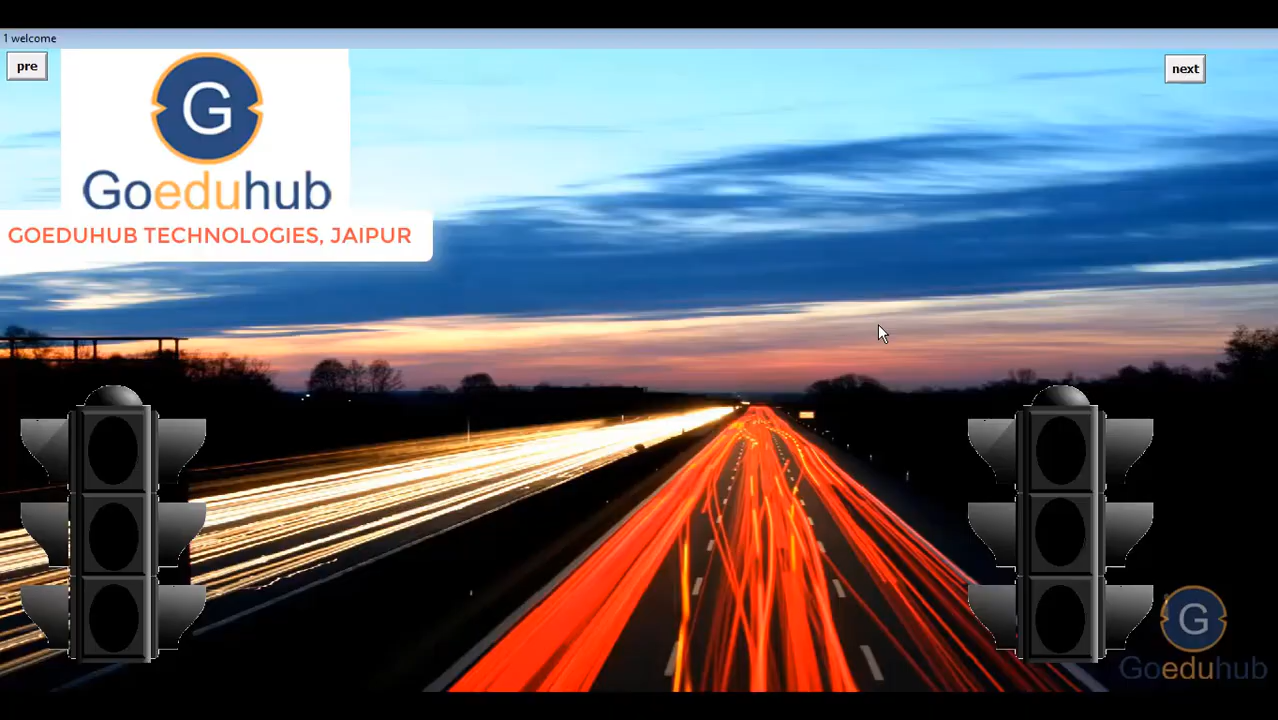 1 welcome
pre
next
G
Goeduhub
GOEDUHUB TECHNOLOGIES, JAIPUR
G
Goeduhub